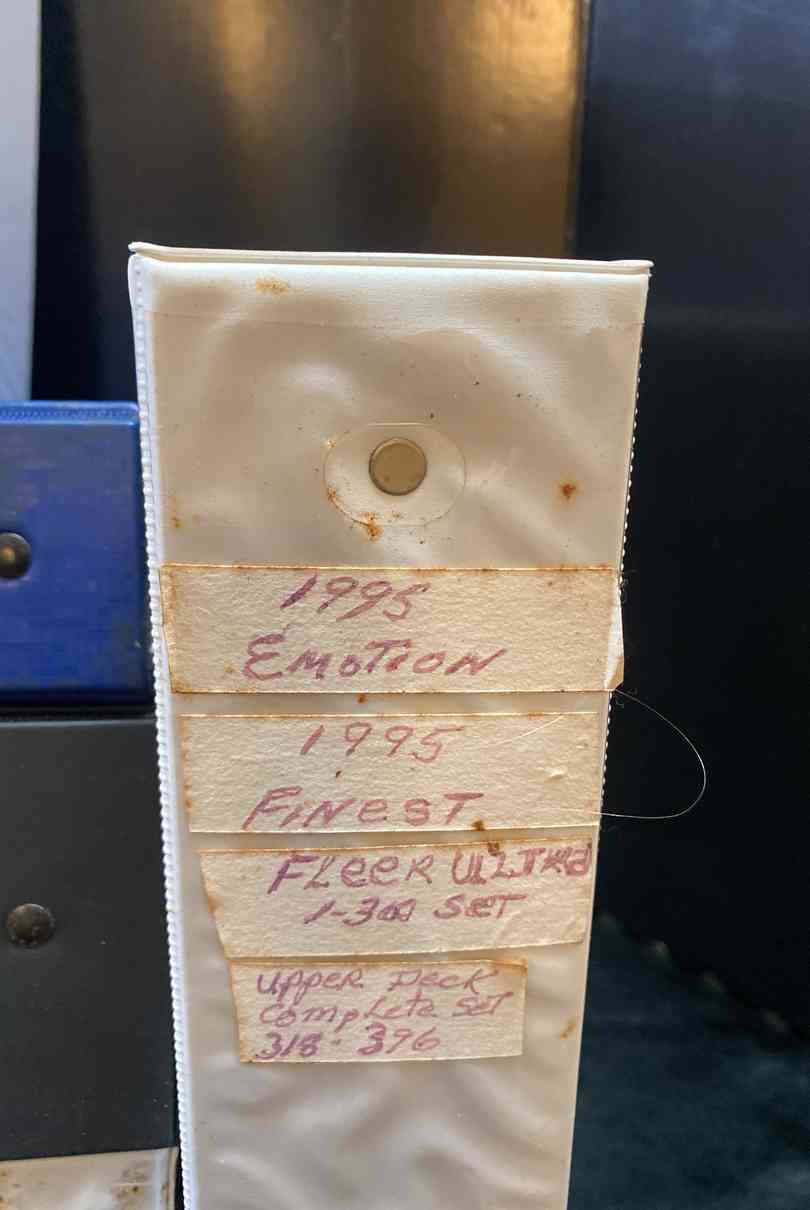 1995
EMOTION
1995
FINEST
FLeeR ULTRa
1-300 SeT
UPPeR Deck
Complete SeT
318-396